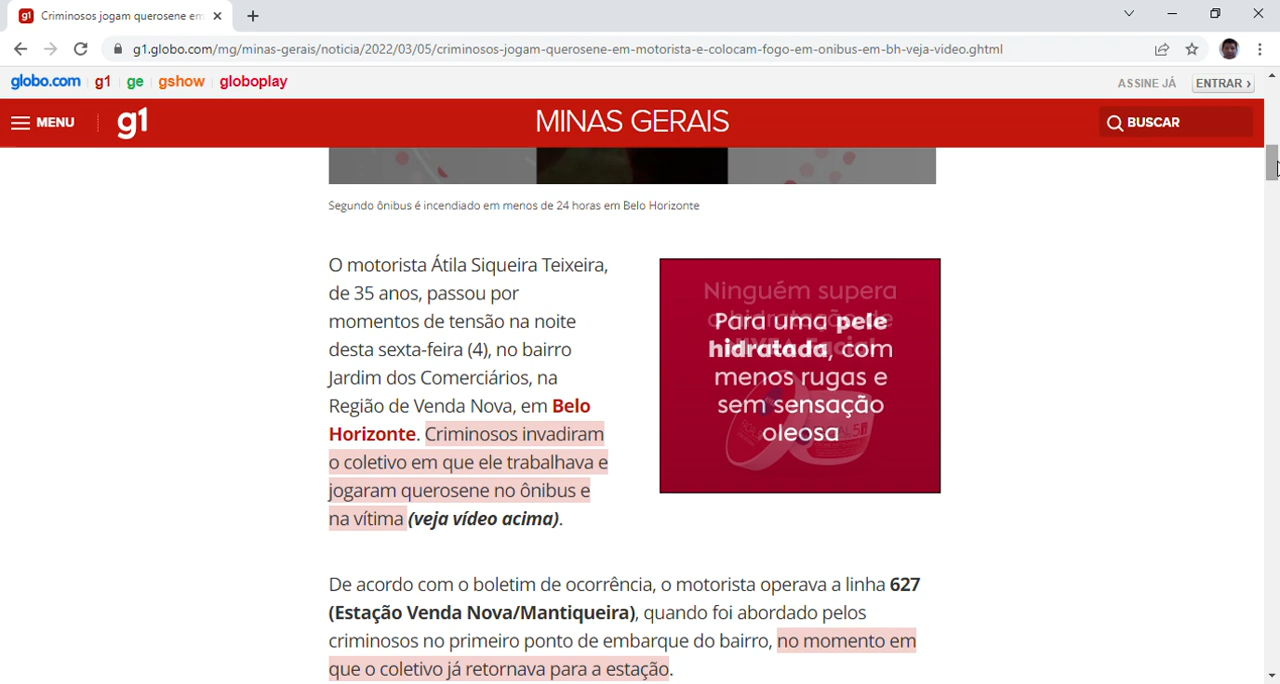 Criminosos jogam querosene em
g1.globo.com/mg/minas-gerais/noticia/2022/03/05/criminosos-jogam-querosene-em-motorista-e-colocam-fogo-em-onibus-em-bh-veja-video.ghtml
globo.com g1 ge gshow globoplay ASSINE JÁ ENTRAR ›
MENU g1 MINAS GERAIS BUSCAR
Segundo ônibus é incendiado em menos de 24 horas em Belo Horizonte
O motorista Átila Siqueira Teixeira,
de 35 anos, passou por
momentos de tensão na noite
desta sexta-feira (4), no bairro
Jardim dos Comerciários, na
Região de Venda Nova, em Belo
Horizonte. Criminosos invadiram
o coletivo em que ele trabalhava e
jogaram querosene no ônibus e
na vítima (veja vídeo acima).
Ninguém supera
a hidratação de
Para uma pele
hidratada, com
menos rugas e
sem sensação
oleosa
De acordo com o boletim de ocorrência, o motorista operava a linha 627
(Estação Venda Nova/Mantiqueira), quando foi abordado pelos
criminosos no primeiro ponto de embarque do bairro, no momento em
que o coletivo já retornava para a estação.